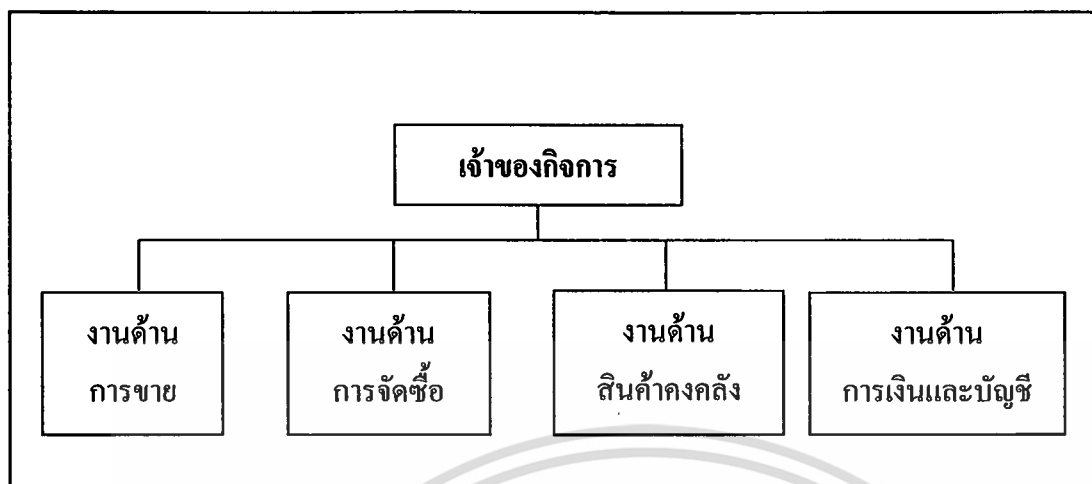 เจ้าของกิจการ
งานด้าน
การขาย
งานด้าน
การจัดซื้อ
งานด้าน
สินค้าคงคลัง
งานด้าน
การเงินและบัญชี